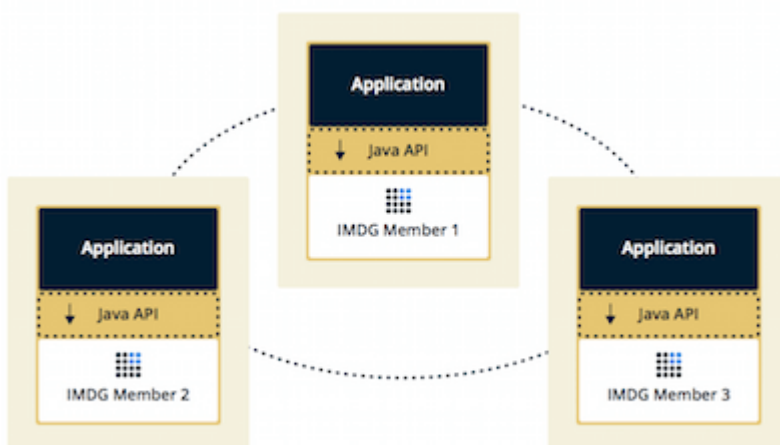 Application
Java API
IMDG Member 1
Application
Java API
IMDG Member 2
Application
Java API
IMDG Member 3